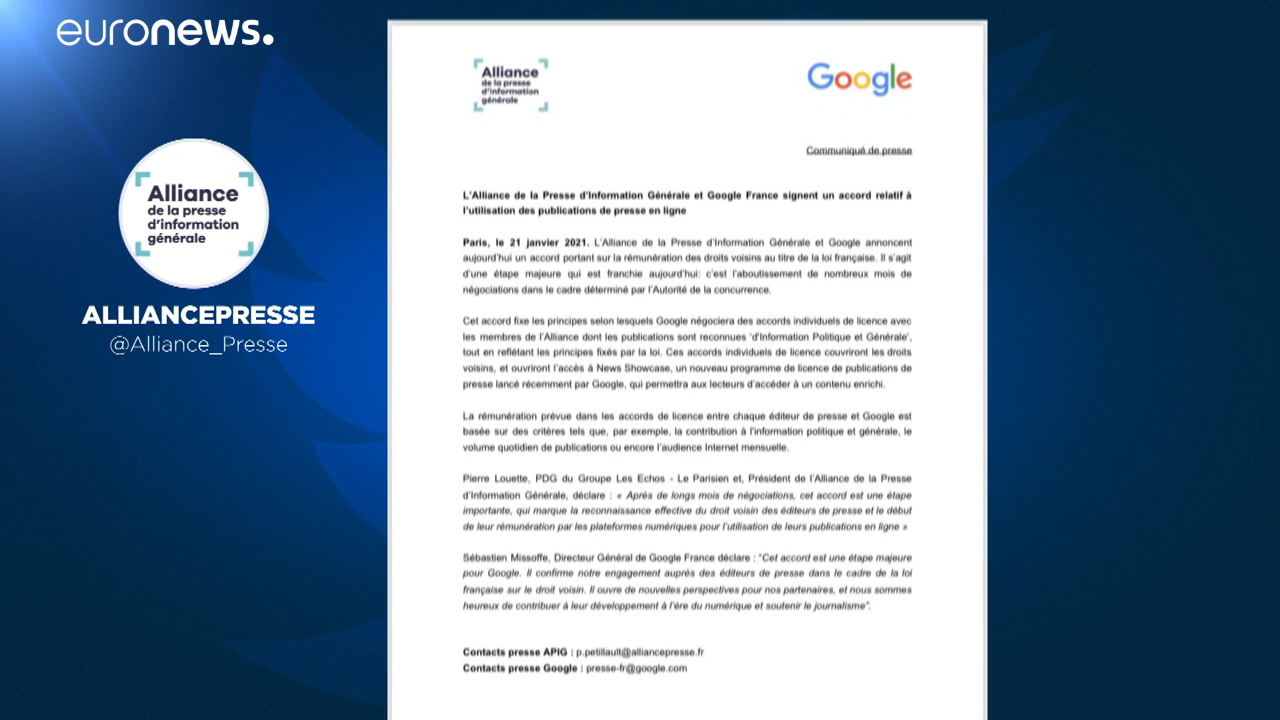 euronews.
Alliance
de la presse
d'information
générale
ALLIANCEPRESSE
@Alliance_Presse
Alliance
de la presse
d'information
générale
Google
Communiqué de presse
L'Alliance de la Presse d'Information Générale et Google France signent un accord relatif à
l'utilisation des publications de presse en ligne
Paris, le 21 janvier 2021. L'Alliance de la Presse d'Information Générale et Google annoncent
aujourd'hui un accord portant sur la rémunération des droits voisins au titre de la loi française. Il s'agit
d'une étape majeure qui est franchie aujourd'hui: c'est l'aboutissement de nombreux mois de
négociations dans le cadre déterminé par l'Autorité de la concurrence.
Cet accord fixe les principes selon lesquels Google négociera des accords individuels de licence avec
les membres de l'Alliance dont les publications sont reconnues 'd'Information Politique et Générale',
tout en reflétant les principes fixés par la loi. Ces accords individuels de licence couvriront les droits
voisins, et ouvriront l'accès à News Showcase, un nouveau programme de licence de publications de
presse lancé récemment par Google, qui permettra aux lecteurs d'accéder à un contenu enrichi.
La rémunération prévue dans les accords de licence entre chaque éditeur de presse et Google est
basée sur des critères tels que, par exemple, la contribution à l'information politique et générale, le
volume quotidien de publications ou encore l'audience Internet mensuelle.
Pierre Louette, PDG du Groupe Les Echos - Le Parisien et, Président de l'Alliance de la Presse
d'Information Générale, déclare : « Après de longs mois de négociations, cet accord est une étape
importante, qui marque la reconnaissance effective du droit voisin des éditeurs de presse et le début
de leur rémunération par les plateformes numériques pour l'utilisation de leurs publications en ligne »
Sébastien Missoffe, Directeur Général de Google France déclare : "Cet accord est une étape majeure
pour Google. Il confirme notre engagement auprès des éditeurs de presse dans le cadre de la loi
française sur le droit voisin. Il ouvre de nouvelles perspectives pour nos partenaires, et nous sommes
heureux de contribuer à leur développement à l'ère du numérique et soutenir le journalisme".
Contacts presse APIG : p.petillault@alliancepresse.fr
Contacts presse Google : presse-fr@google.com